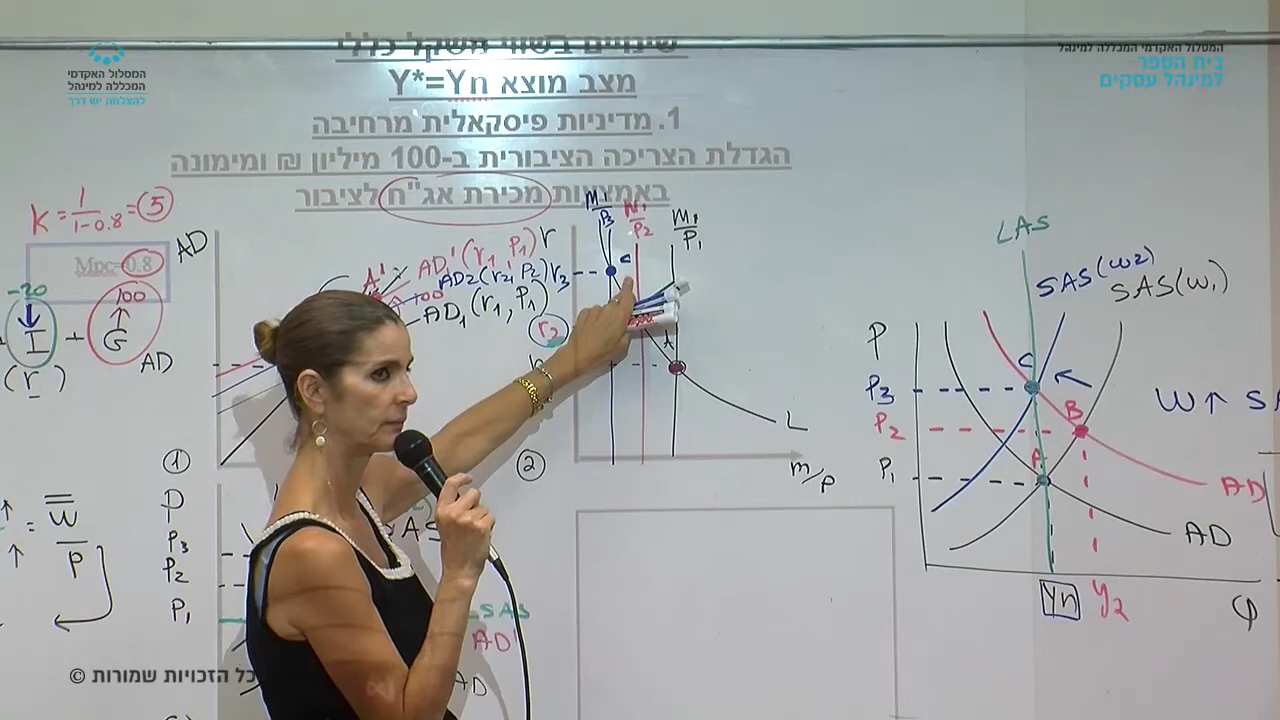 שינויים בשווי משקל כללי
מצב מוצא Y*=Yn
1. מדיניות פיסקאלית מרחיבה
הגדלת הצריכה הציבורית ב-100 מיליון ₪ ומימונה
באמצעות מכירת אג"ח לציבור
המסלול האקדמי
המכללה למינהל
להצלחה יש דרך
המסלול האקדמי המכללה למינהל
בית הספר
למינהל עסקים
K = 1/1-0.8 = 5
Mpc=0.8
-20
100
I + G
(r)
AD
AD
AD1' (r1, P1)
AD2 (r2, P2)
AD1 (r1, P1)
r
r3
r2
M1/P3
M1/P2
M1/P1
C
A
L
m/p
1
2
= W/P
P
P3
P2
P1
AD'
AD
LAS
SAS(W2)
SAS(W1)
P
P3
P2
P1
C
B
A
AD
AD
Yn
Y2
W↑
© כל הזכויות שמורות